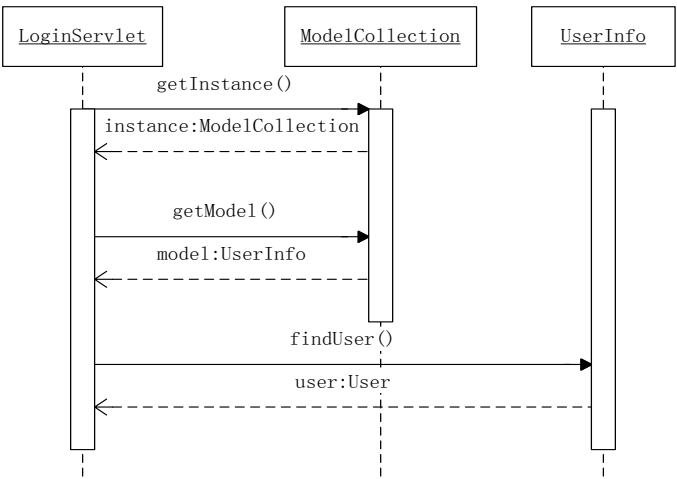 LoginServlet
ModelCollection
UserInfo
getInstance()
instance:ModelCollection
getModel()
model:UserInfo
findUser()
user:User